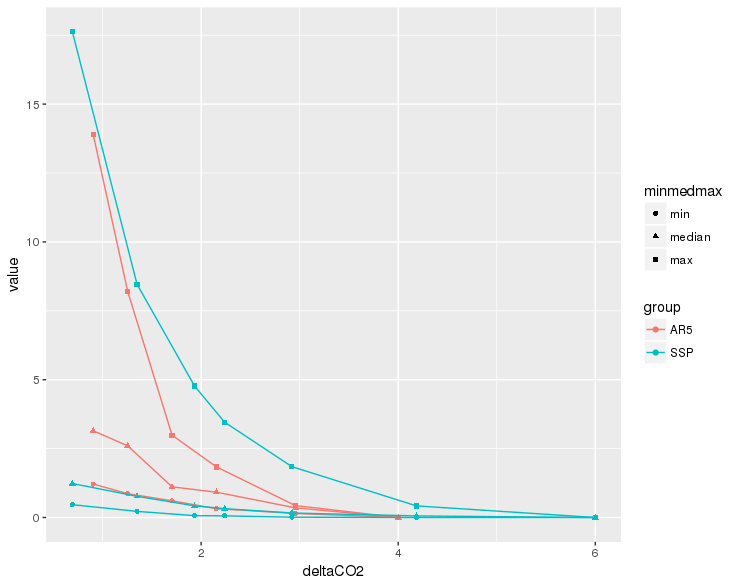 15
10
5
0
value
2
4
6
deltaCO2
minmedmax
min
median
max
group
AR5
SSP